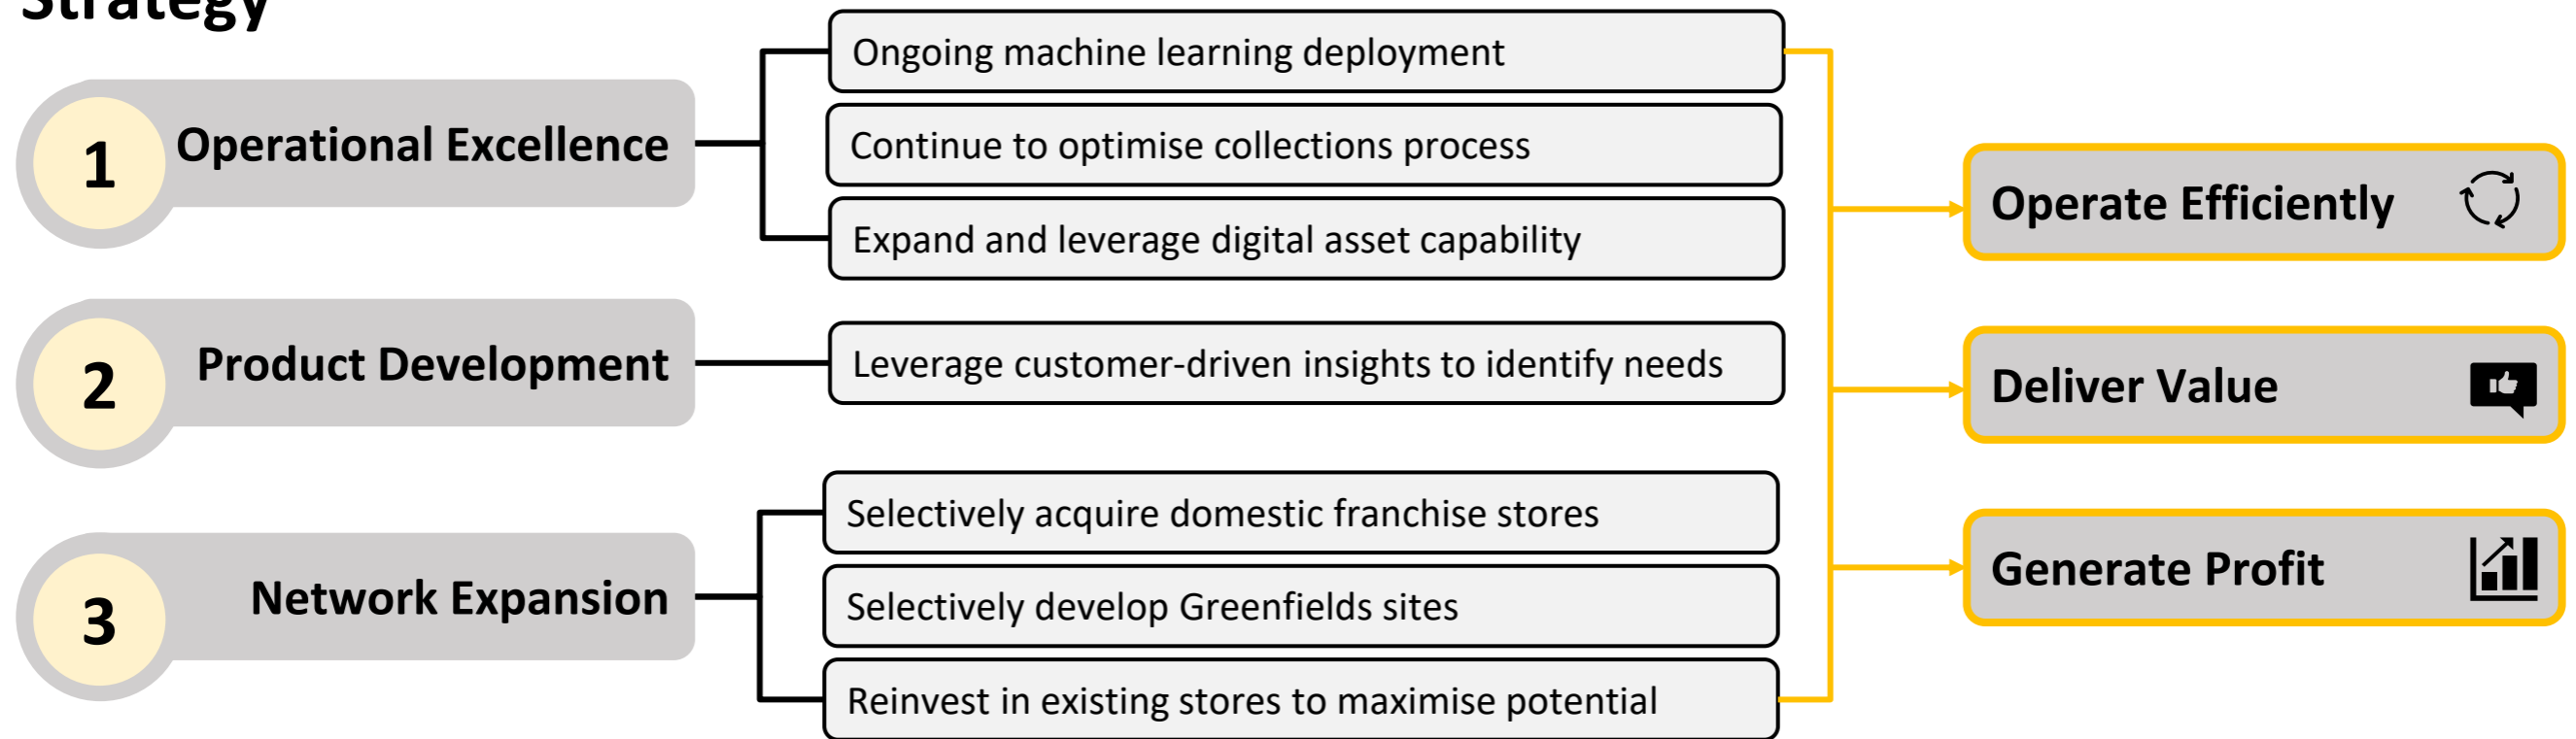 Strategy
1
Operational Excellence
Ongoing machine learning deployment
Continue to optimise collections process
Expand and leverage digital asset capability
2
Product Development
Leverage customer-driven insights to identify needs
3
Network Expansion
Selectively acquire domestic franchise stores
Selectively develop Greenfields sites
Reinvest in existing stores to maximise potential
Operate Efficiently
Deliver Value
Generate Profit